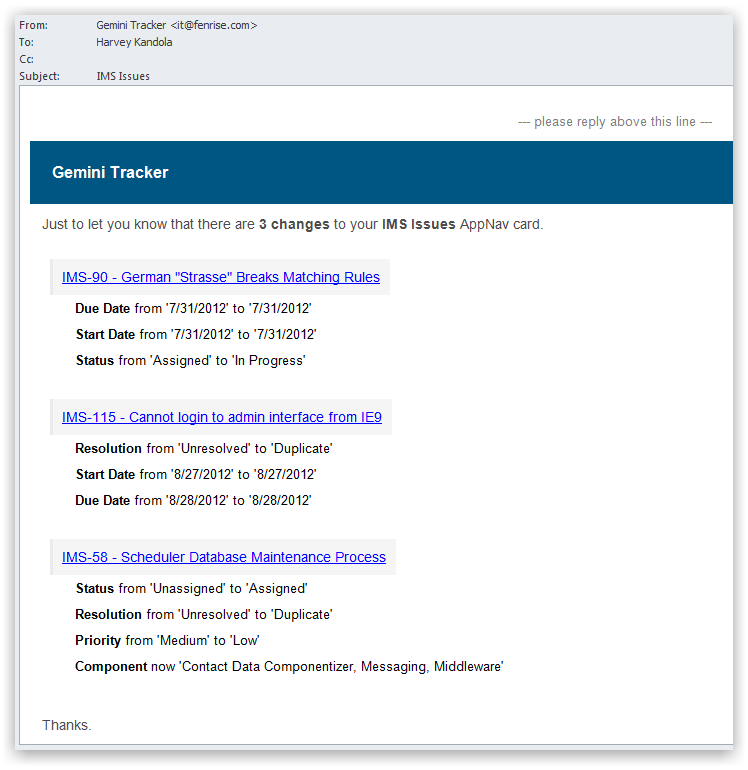 From: Gemini Tracker <it@fenrise.com>
To: Harvey Kandola
Cc:
Subject: IMS Issues
--- please reply above this line ---
Gemini Tracker
Just to let you know that there are 3 changes to your IMS Issues AppNav card.
IMS-90 - German "Strasse" Breaks Matching Rules
Due Date from '7/31/2012' to '7/31/2012'
Start Date from '7/31/2012' to '7/31/2012'
Status from 'Assigned' to 'In Progress'
IMS-115 - Cannot login to admin interface from IE9
Resolution from 'Unresolved' to 'Duplicate'
Start Date from '8/27/2012' to '8/27/2012'
Due Date from '8/28/2012' to '8/28/2012'
IMS-58 - Scheduler Database Maintenance Process
Status from 'Unassigned' to 'Assigned'
Resolution from 'Unresolved' to 'Duplicate'
Priority from 'Medium' to 'Low'
Component now 'Contact Data Componentizer, Messaging, Middleware'
Thanks.